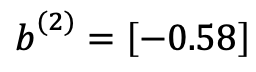 b⁽²⁾ = [−0.58]